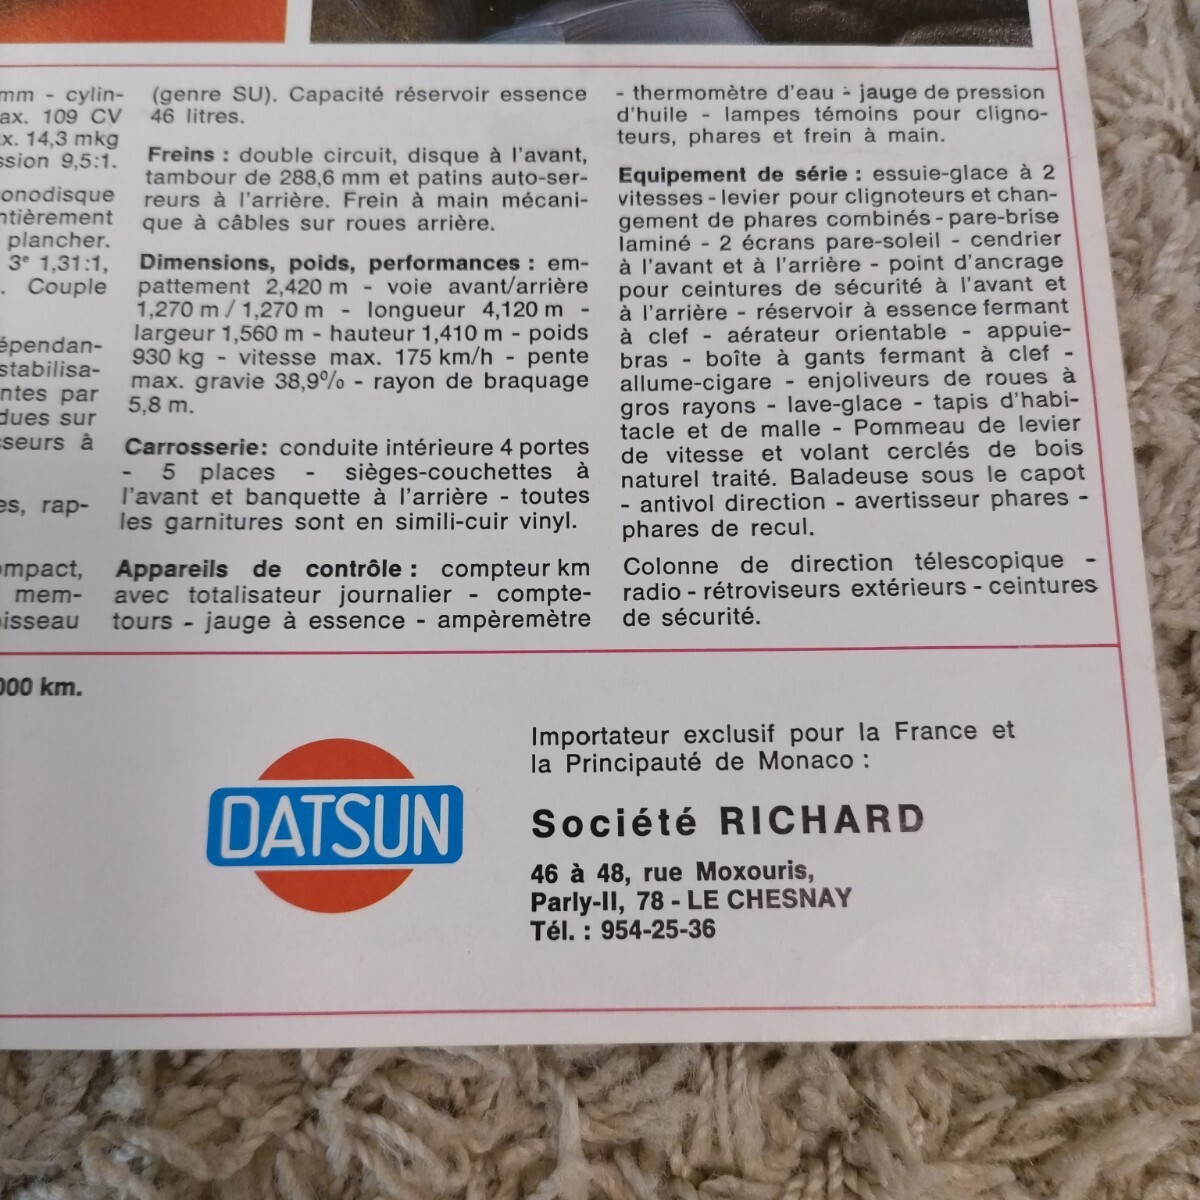 mm - cylin-
ax. 109 CV
x. 14,3 mkg
ssion 9,5:1.
onodisque
ntièrement
plancher.
3e 1,31:1,
. Couple
épendan-
stabilisa-
ntes par
dues sur
sseurs à
es, rap-
ompact,
mem-
isseau
(genre SU). Capacité réservoir essence
46 litres.
Freins : double circuit, disque à l'avant,
tambour de 288,6 mm et patins auto-ser-
reurs à l'arrière. Frein à main mécani-
que à câbles sur roues arrière.
Dimensions, poids, performances : em-
pattement 2,420 m - voie avant/arrière
1,270 m / 1,270 m - longueur 4,120 m -
largeur 1,560 m - hauteur 1,410 m - poids
930 kg - vitesse max. 175 km/h - pente
max. gravie 38,9% - rayon de braquage
5,8 m.
Carrosserie: conduite intérieure 4 portes
- 5 places - sièges-couchettes à
l'avant et banquette à l'arrière - toutes
les garnitures sont en simili-cuir vinyl.
Appareils de contrôle : compteur km
avec totalisateur journalier - compte-
tours - jauge à essence - ampèremètre
- thermomètre d'eau - jauge de pression
d'huile - lampes témoins pour cligno-
teurs, phares et frein à main.
Equipement de série : essuie-glace à 2
vitesses - levier pour clignoteurs et chan-
gement de phares combinés - pare-brise
laminé - 2 écrans pare-soleil - cendrier
à l'avant et à l'arrière - point d'ancrage
pour ceintures de sécurité à l'avant et
à l'arrière - réservoir à essence fermant
à clef - aérateur orientable - appuie-
bras - boîte à gants fermant à clef -
allume-cigare - enjoliveurs de roues à
gros rayons - lave-glace - tapis d'habi-
tacle et de malle - Pommeau de levier
de vitesse et volant cerclés de bois
naturel traité. Baladeuse sous le capot
- antivol direction - avertisseur phares -
phares de recul.
Colonne de direction télescopique -
radio - rétroviseurs extérieurs - ceintures
de sécurité.
000 km.
DATSUN
Importateur exclusif pour la France et
la Principauté de Monaco :
Société RICHARD
46 à 48, rue Moxouris,
Parly-II, 78 - LE CHESNAY
Tél. : 954-25-36